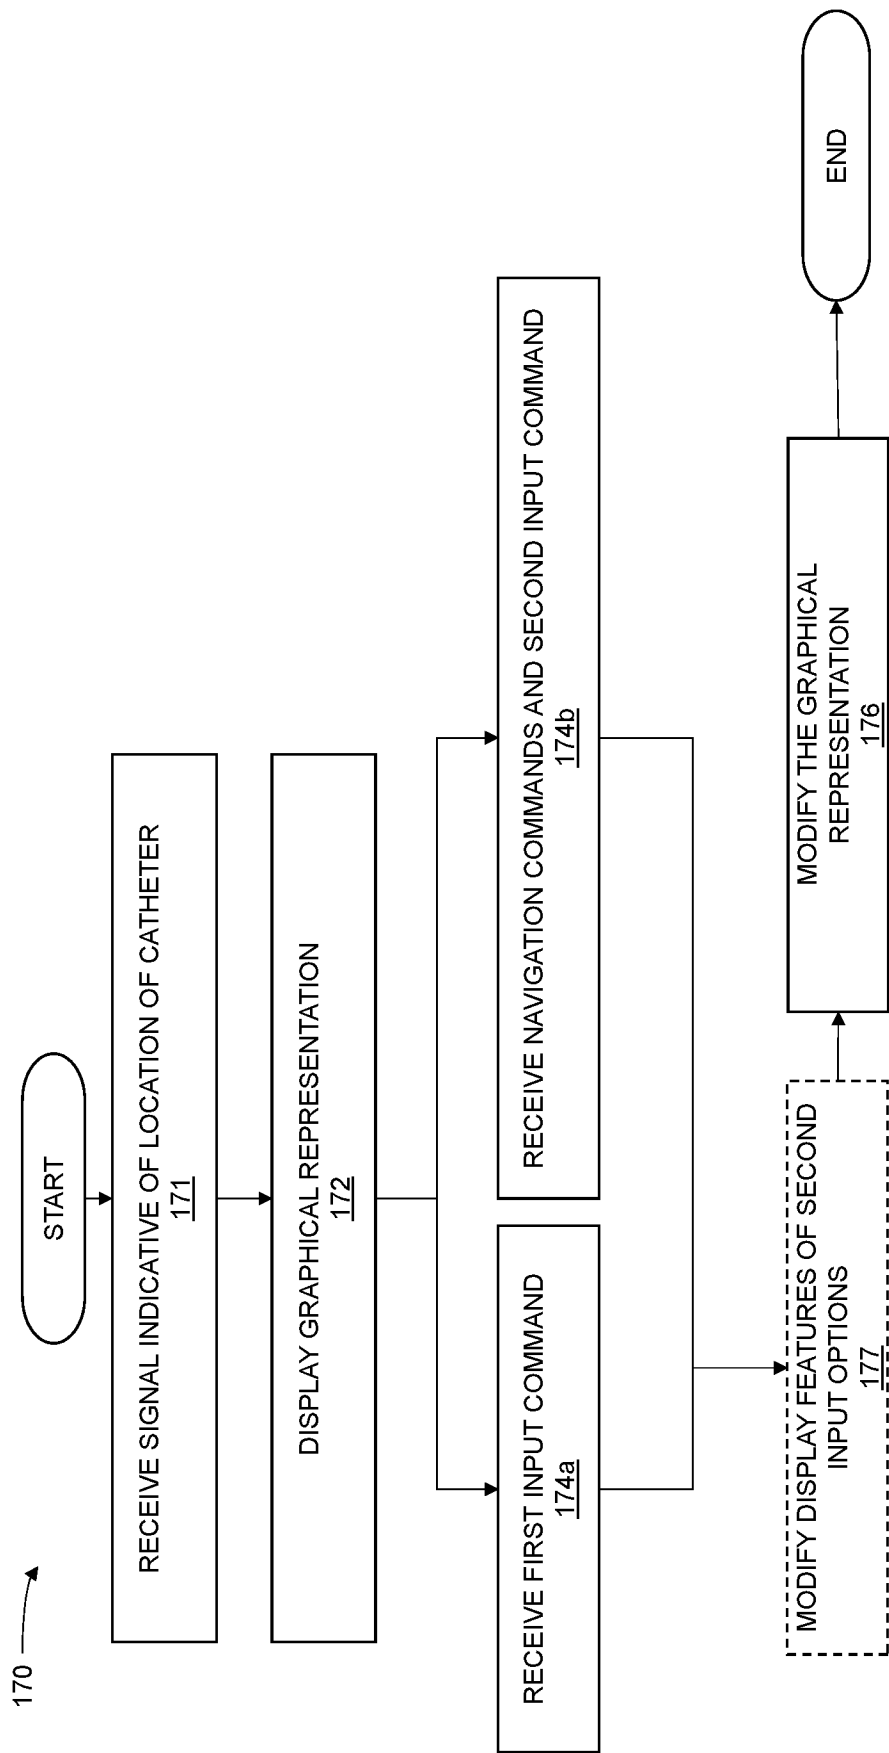 170
START
RECEIVE SIGNAL INDICATIVE OF LOCATION OF CATHETER
171
DISPLAY GRAPHICAL REPRESENTATION
172
RECEIVE FIRST INPUT COMMAND
174a
RECEIVE NAVIGATION COMMANDS AND SECOND INPUT COMMAND
174b
MODIFY DISPLAY FEATURES OF SECOND
INPUT OPTIONS
177
MODIFY THE GRAPHICAL
REPRESENTATION
176
END